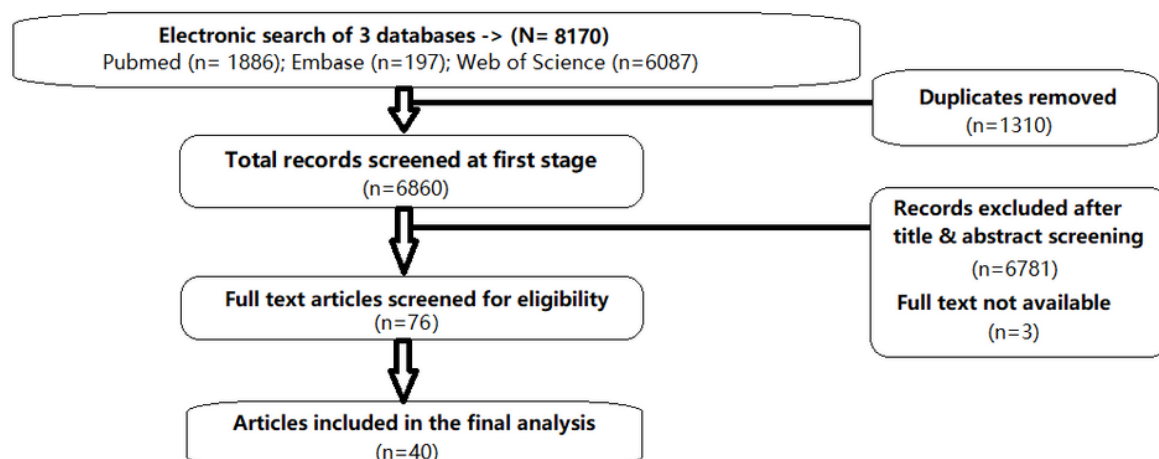 Electronic search of 3 databases -> (N= 8170)
Pubmed (n= 1886); Embase (n=197); Web of Science (n=6087)
Duplicates removed
(n=1310)
Total records screened at first stage
(n=6860)
Records excluded after
title & abstract screening
(n=6781)
Full text not available
(n=3)
Full text articles screened for eligibility
(n=76)
Articles included in the final analysis
(n=40)